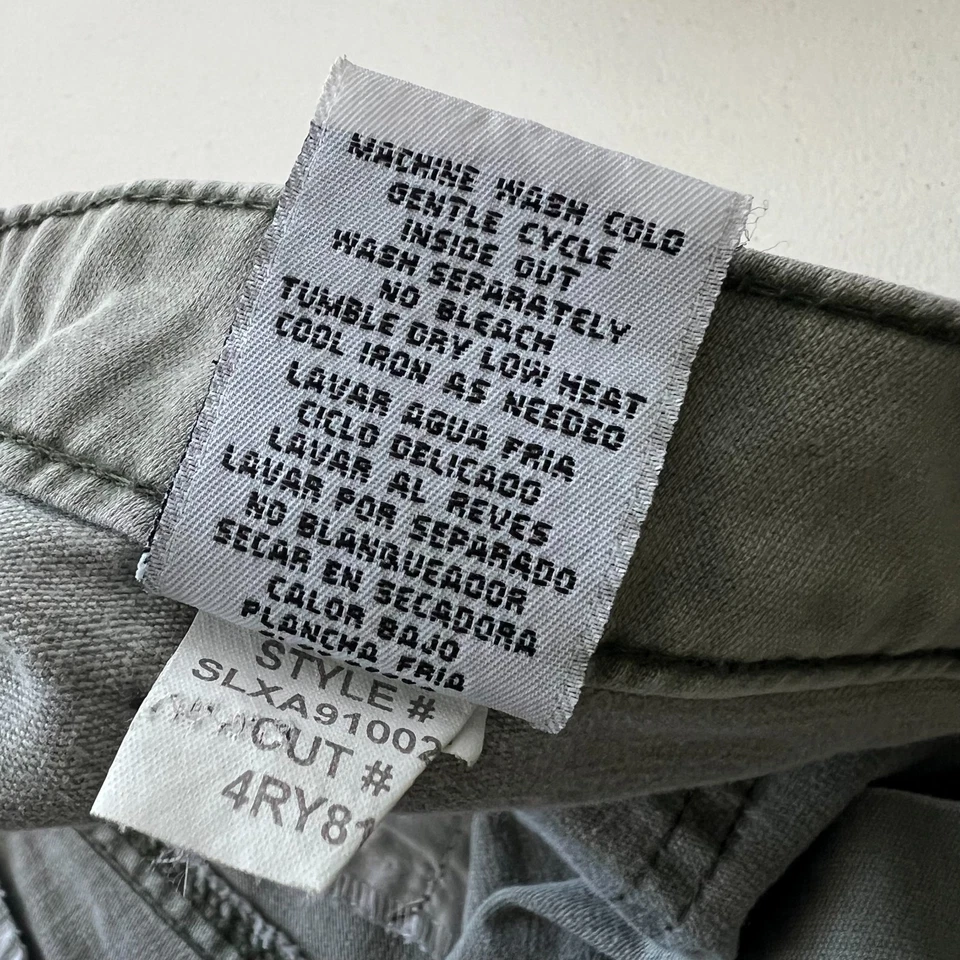 MACHINE WASH COLD
GENTLE CYCLE
INSIDE OUT
WASH SEPARATELY
NO BLEACH
TUMBLE DRY LOW HEAT
COOL IRON AS NEEDED
LAVAR AGUA FRIA
CICLO DELICADO
LAVAR AL REVES
LAVAR POR SEPARADO
NO BLANQUEADOR
SECAR EN SECADORA
CALOR BAJO
PLANCHA FRIA
STYLE #
SLXA91002
CUT #
4RY81